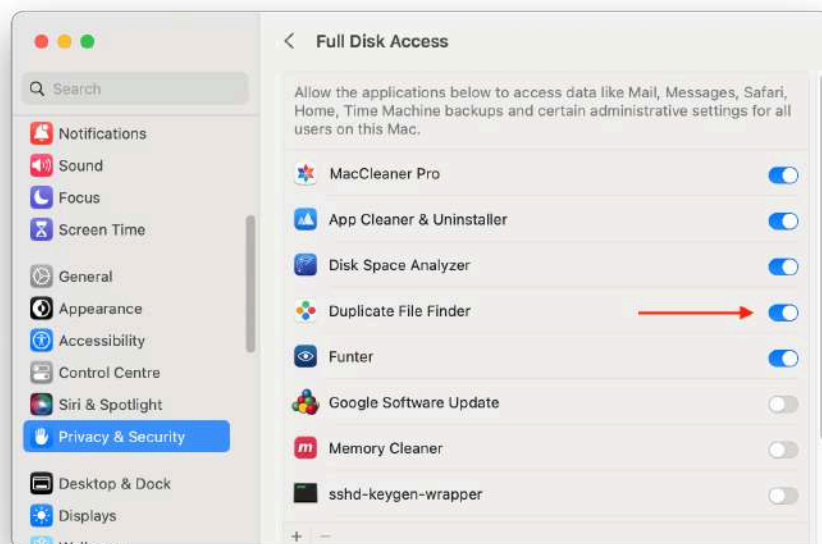 Full Disk Access
Search
Notifications
Sound
Focus
Screen Time
General
Appearance
Accessibility
Control Centre
Siri & Spotlight
Privacy & Security
Desktop & Dock
Displays
Allow the applications below to access data like Mail, Messages, Safari,
Home, Time Machine backups and certain administrative settings for all
users on this Mac.
MacCleaner Pro
App Cleaner & Uninstaller
Disk Space Analyzer
Duplicate File Finder
Funter
Google Software Update
m Memory Cleaner
sshd-keygen-wrapper
+ −